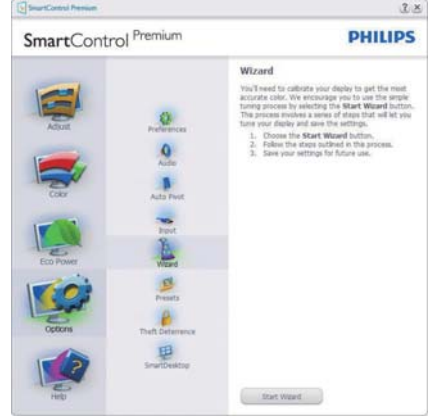 SmartControl Premium
SmartControl Premium
PHILIPS
Adjust
Color
Eco Power
Options
Help
Preferences
Audio
Auto Pivot
Input
Wizard
Presets
Theft Deterrence
SmartDesktop
Wizard
You'll need to calibrate your display to get the most
accurate color. We encourage you to use the simple
tuning process by selecting the Start Wizard button.
This process involves a series of steps that will let you
tune your display and save the settings.
1. Choose the Start Wizard button.
2. Follow the steps outlined in the process.
3. Save your settings for future use.
Start Wizard